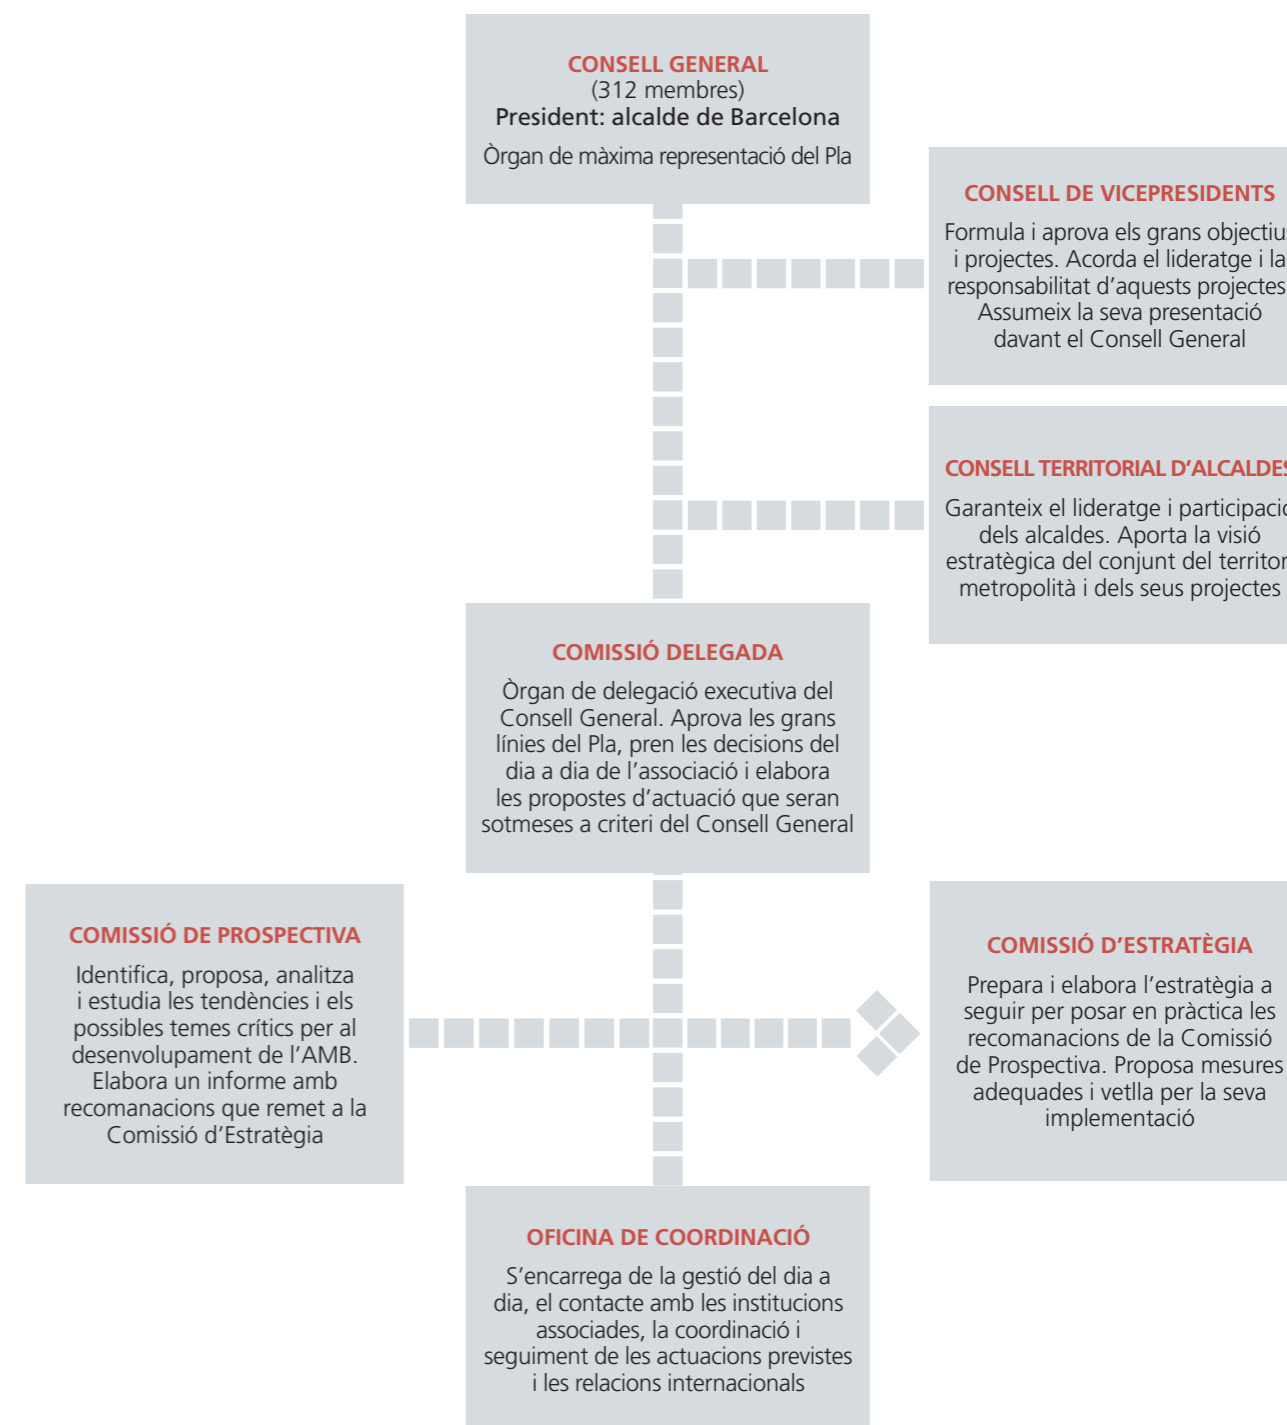 CONSELL GENERAL
(312 membres)
President: alcalde de Barcelona
Òrgan de màxima representació del Pla
CONSELL DE VICEPRESIDENTS
Formula i aprova els grans objectius
i projectes. Acorda el lideratge i la
responsabilitat d’aquests projectes
Assumeix la seva presentació
davant el Consell General
CONSELL TERRITORIAL D’ALCALDES
Garanteix el lideratge i participació
dels alcaldes. Aporta la visió
estratègica del conjunt del territor
metropolità i dels seus projectes
COMISSIÓ DELEGADA
Òrgan de delegació executiva del
Consell General. Aprova les grans
línies del Pla, pren les decisions del
dia a dia de l’associació i elabora
les propostes d’actuació que seran
sotmeses a criteri del Consell General
COMISSIÓ DE PROSPECTIVA
Identifica, proposa, analitza
i estudia les tendències i els
possibles temes crítics per al
desenvolupament de l’AMB.
Elabora un informe amb
recomanacions que remet a la
Comissió d’Estratègia
COMISSIÓ D’ESTRATÈGIA
Prepara i elabora l’estratègia a
seguir per posar en pràctica les
recomanacions de la Comissió
de Prospectiva. Proposa mesures
adequades i vetlla per la seva
implementació
OFICINA DE COORDINACIÓ
S’encarrega de la gestió del dia a
dia, el contacte amb les institucions
associades, la coordinació i
seguiment de les actuacions previstes
i les relacions internacionals